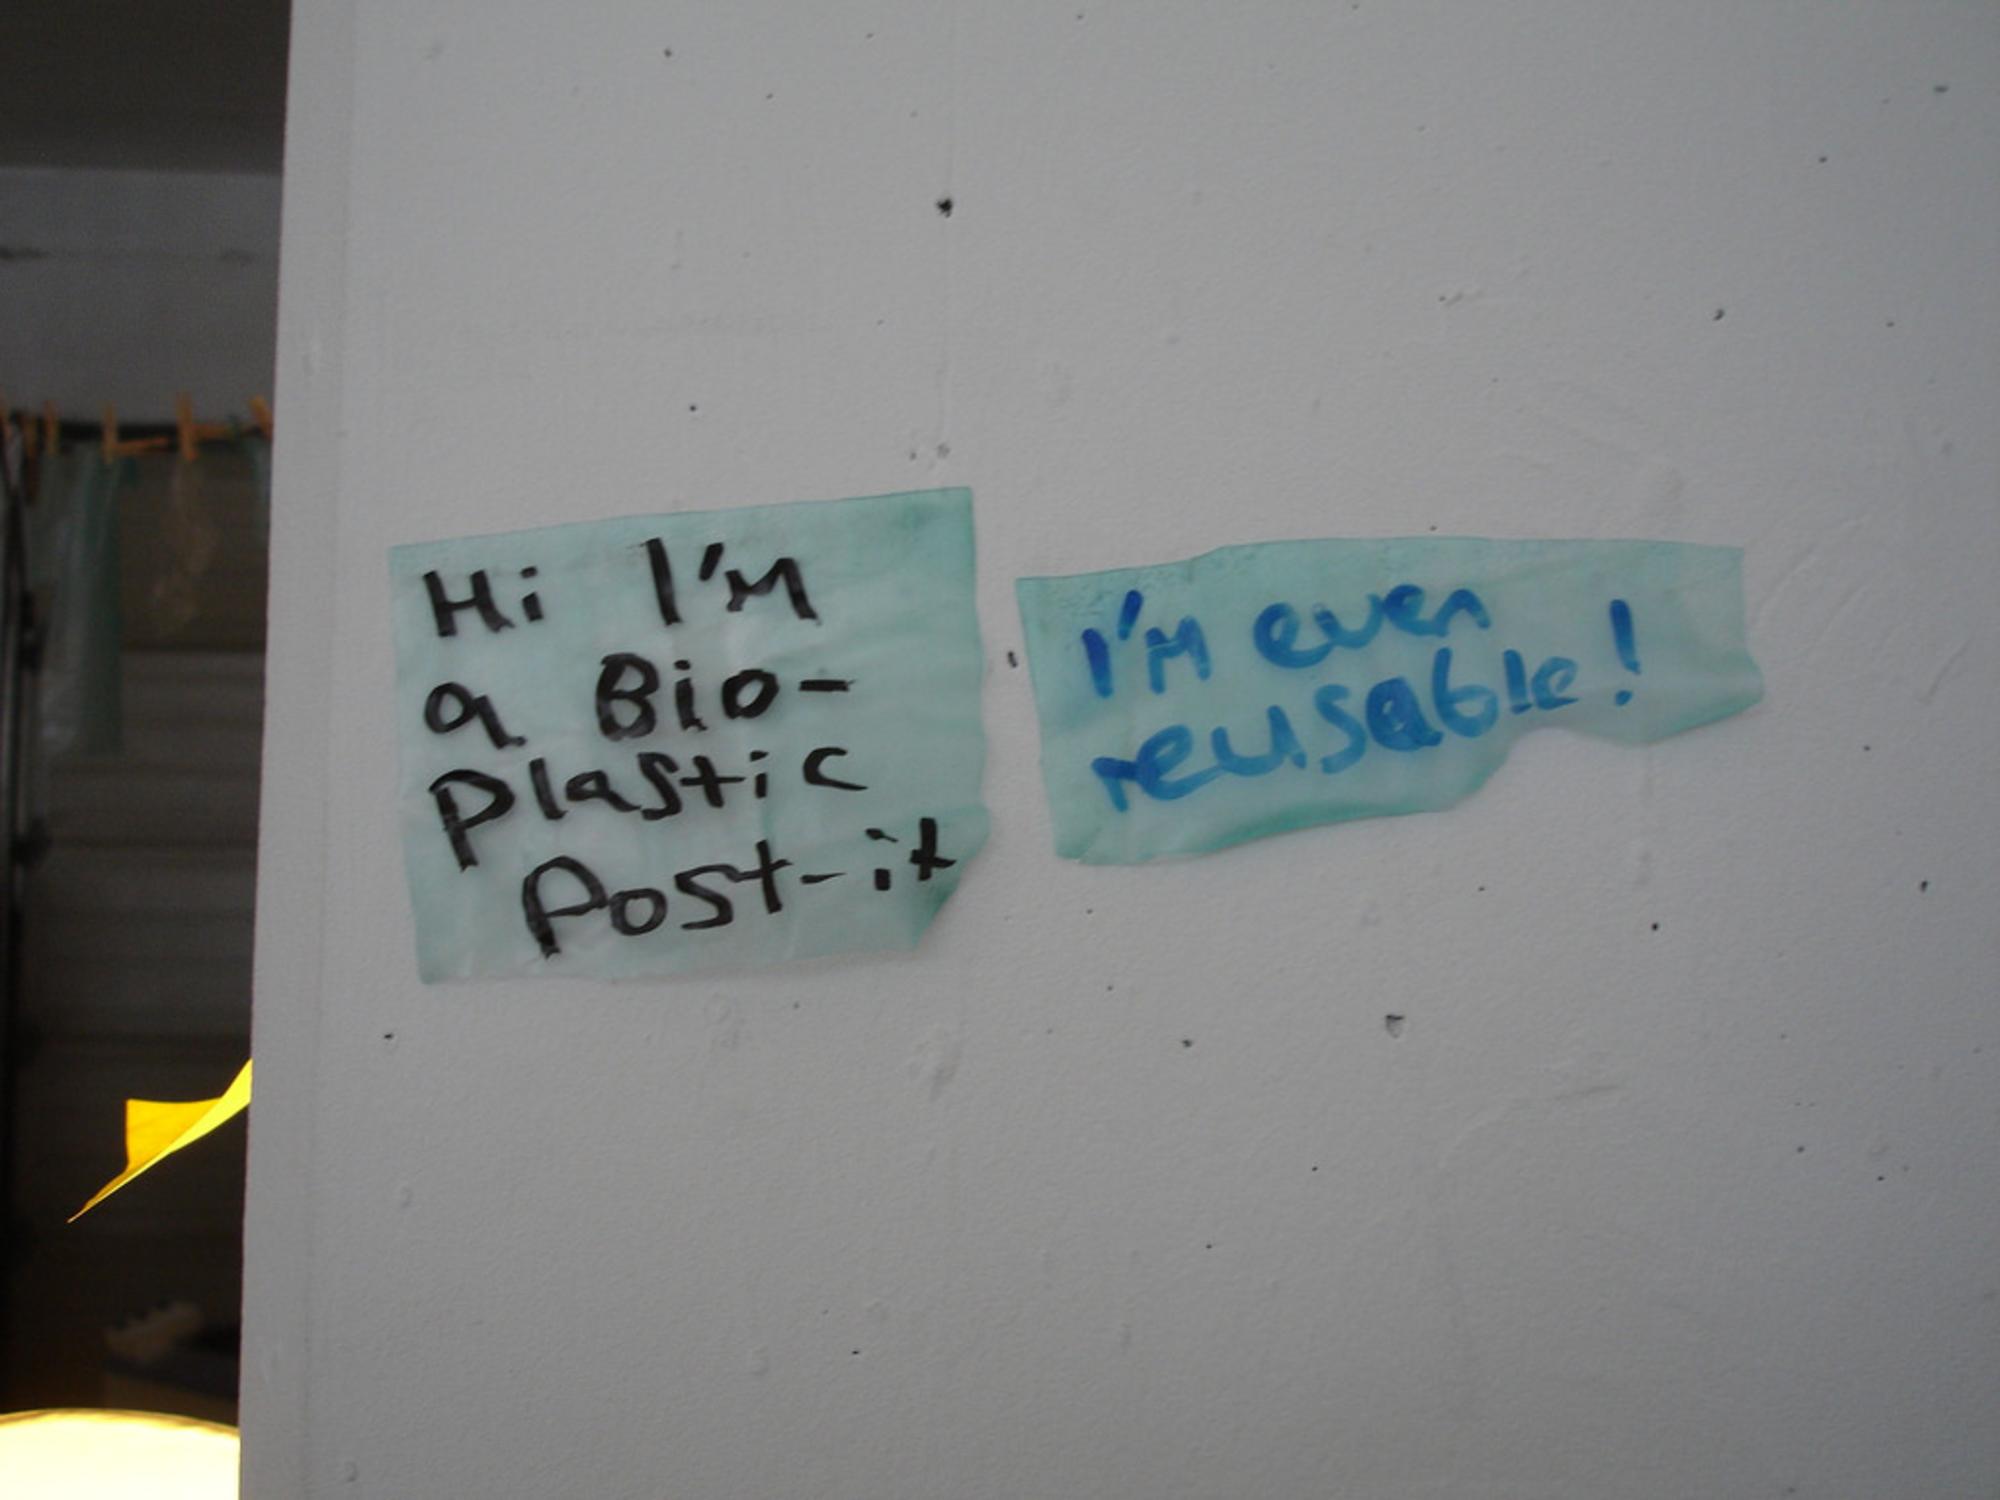 Hi I'm
a Bio-
Plastic
Post-it
I'm even
reusable!